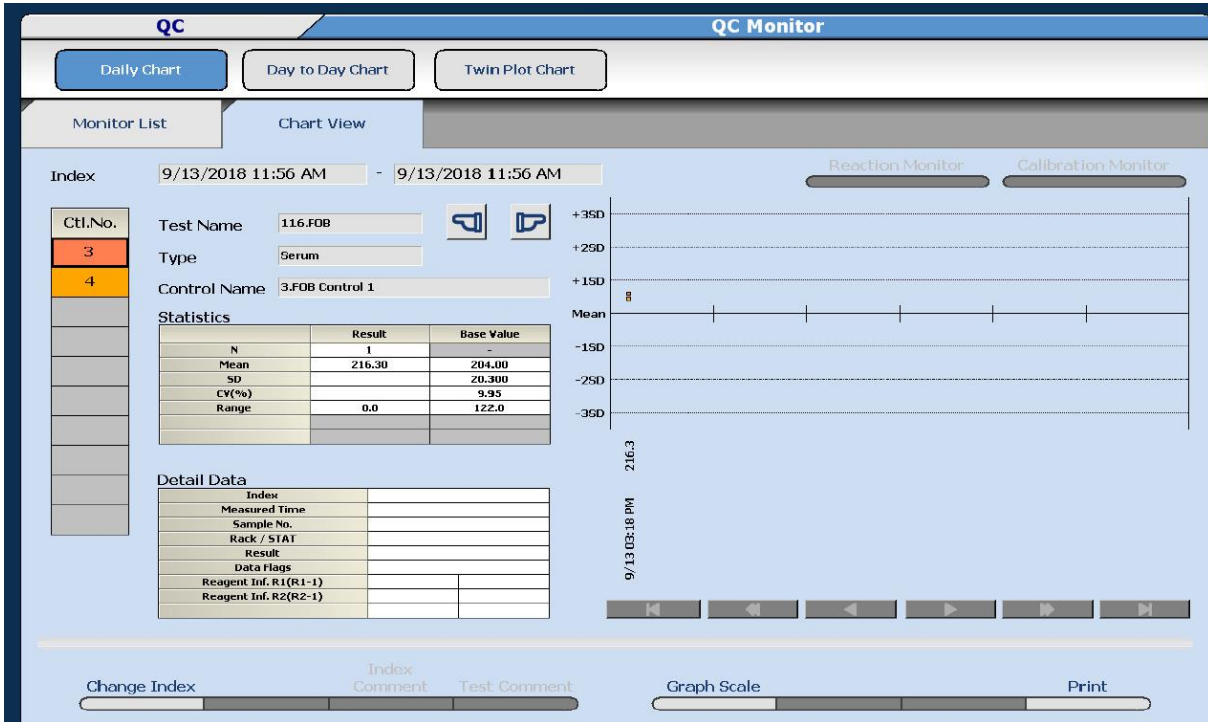 QC
QC Monitor
Daily Chart
Day to Day Chart
Twin Plot Chart
Monitor List
Chart View
Index 9/13/2018 11:56 AM - 9/13/2018 11:56 AM
Reaction Monitor
Calibration Monitor
Ctl.No.
3
4
Test Name 116.FOB
Type Serum
Control Name 3.FOB Control 1
Statistics
Result Base Value
N 1 -
Mean 216.30 204.00
SD 20.300
CV(%) 9.95
Range 0.0 122.0
Detail Data
Index
Measured Time
Sample No.
Rack / STAT
Result
Data Flags
Reagent Inf. R1(R1-1)
Reagent Inf. R2(R2-1)
+3SD
+2SD
+1SD
Mean
-1SD
-2SD
-3SD
216.3
9/13 03:18 PM
Change Index
Index
Comment
Test Comment
Graph Scale
Print